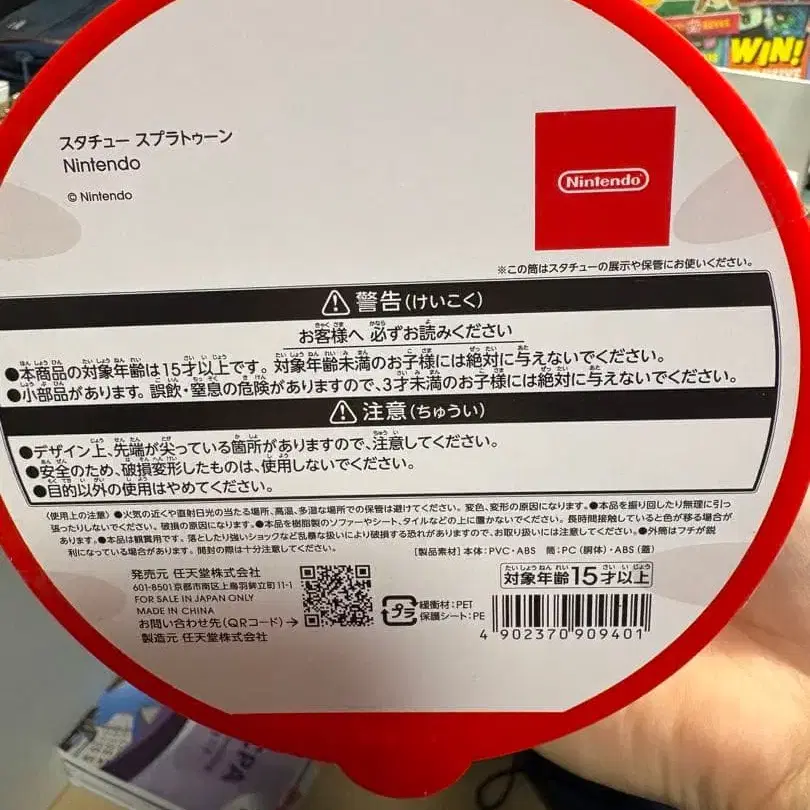 WIN!
スタチュー スプラトゥーン
Nintendo
© Nintendo
Nintendo
※この筒はスタチューの展示や保管にお使いください。
⚠ 警告(けいこく)
お客様へ 必ずお読みください
●本商品の対象年齢は15才以上です。対象年齢未満のお子様には絶対に与えないでください。
●小部品があります。誤飲・窒息の危険がありますので、3才未満のお子様には絶対に与えないでください。
⚠ 注意(ちゅうい)
●デザイン上、先端が尖っている箇所がありますので、注意してください。
●安全のため、破損変形したものは、使用しないでください。
●目的以外の使用はやめてください。
〈使用上の注意〉●火気の近くや直射日光の当たる場所、高温、多湿な場所での保管は避けてください。変色、変形の原因になります。●本品を振り回したり無理に引っ
張ったりしないでください。破損の原因になります。●本品を樹脂製のソファーやシート、タイルなどの上に置かないでください。長時間接触していると色が移る場合が
あります。●本品は観賞用です。落としたり強いショックなど乱暴な扱いにより破損する恐れがありますので、お取り扱いには注意してください。●外筒はフチが鋭
利になっている場合があります。開封の際は十分注意してください。
[製品素材] 本体:PVC・ABS 筒:PC(胴体)・ABS(蓋)
発売元 任天堂株式会社
601-8501 京都市南区上鳥羽鉾立町11-1
FOR SALE IN JAPAN ONLY
MADE IN CHINA
お問い合わせ先(QRコード)→
製造元 任天堂株式会社
プラ
緩衝材:PET
保護シート:PE
対象年齢15才以上
4 902370 909401